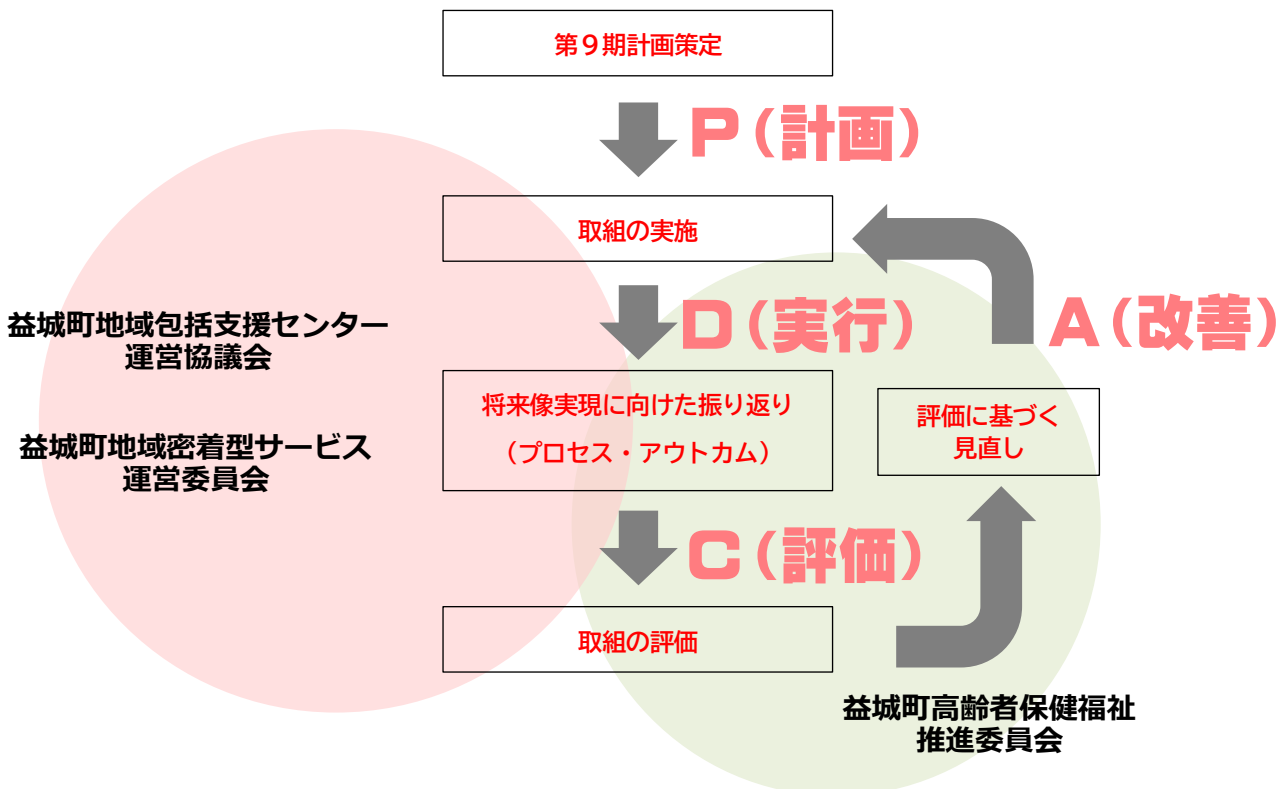 第９期計画策定
P（計画）
取組の実施
D（実行）
A（改善）
益城町地域包括支援センター
運営協議会
将来像実現に向けた振り返り
（プロセス・アウトカム）
評価に基づく
見直し
益城町地域密着型サービス
運営委員会
C（評価）
取組の評価
益城町高齢者保健福祉
推進委員会